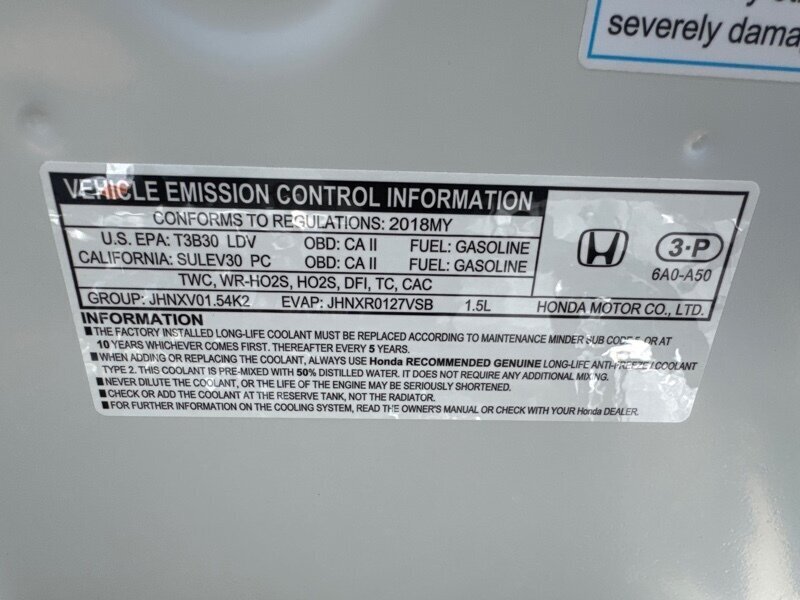 severely dama
VEHICLE EMISSION CONTROL INFORMATION
CONFORMS TO REGULATIONS: 2018MY
U.S. EPA: T3B30 LDV OBD: CA II FUEL: GASOLINE
CALIFORNIA: SULEV30 PC OBD: CA II FUEL: GASOLINE
TWC, WR-HO2S, HO2S, DFI, TC, CAC
GROUP: JHNXV01.54K2 EVAP: JHNXR0127VSB 1.5L HONDA MOTOR CO., LTD.
3-P
6A0-A50
INFORMATION
■ THE FACTORY INSTALLED LONG-LIFE COOLANT MUST BE REPLACED ACCORDING TO MAINTENANCE MINDER SUB CODE 5, OR AT
10 YEARS WHICHEVER COMES FIRST. THEREAFTER EVERY 5 YEARS.
■ WHEN ADDING OR REPLACING THE COOLANT, ALWAYS USE Honda RECOMMENDED GENUINE LONG-LIFE ANTI-FREEZE / COOLANT
TYPE 2. THIS COOLANT IS PRE-MIXED WITH 50% DISTILLED WATER. IT DOES NOT REQUIRE ANY ADDITIONAL MIXING.
■ NEVER DILUTE THE COOLANT, OR THE LIFE OF THE ENGINE MAY BE SERIOUSLY SHORTENED.
■ CHECK OR ADD THE COOLANT AT THE RESERVE TANK, NOT THE RADIATOR.
■ FOR FURTHER INFORMATION ON THE COOLING SYSTEM, READ THE OWNER'S MANUAL OR CHECK WITH YOUR Honda DEALER.